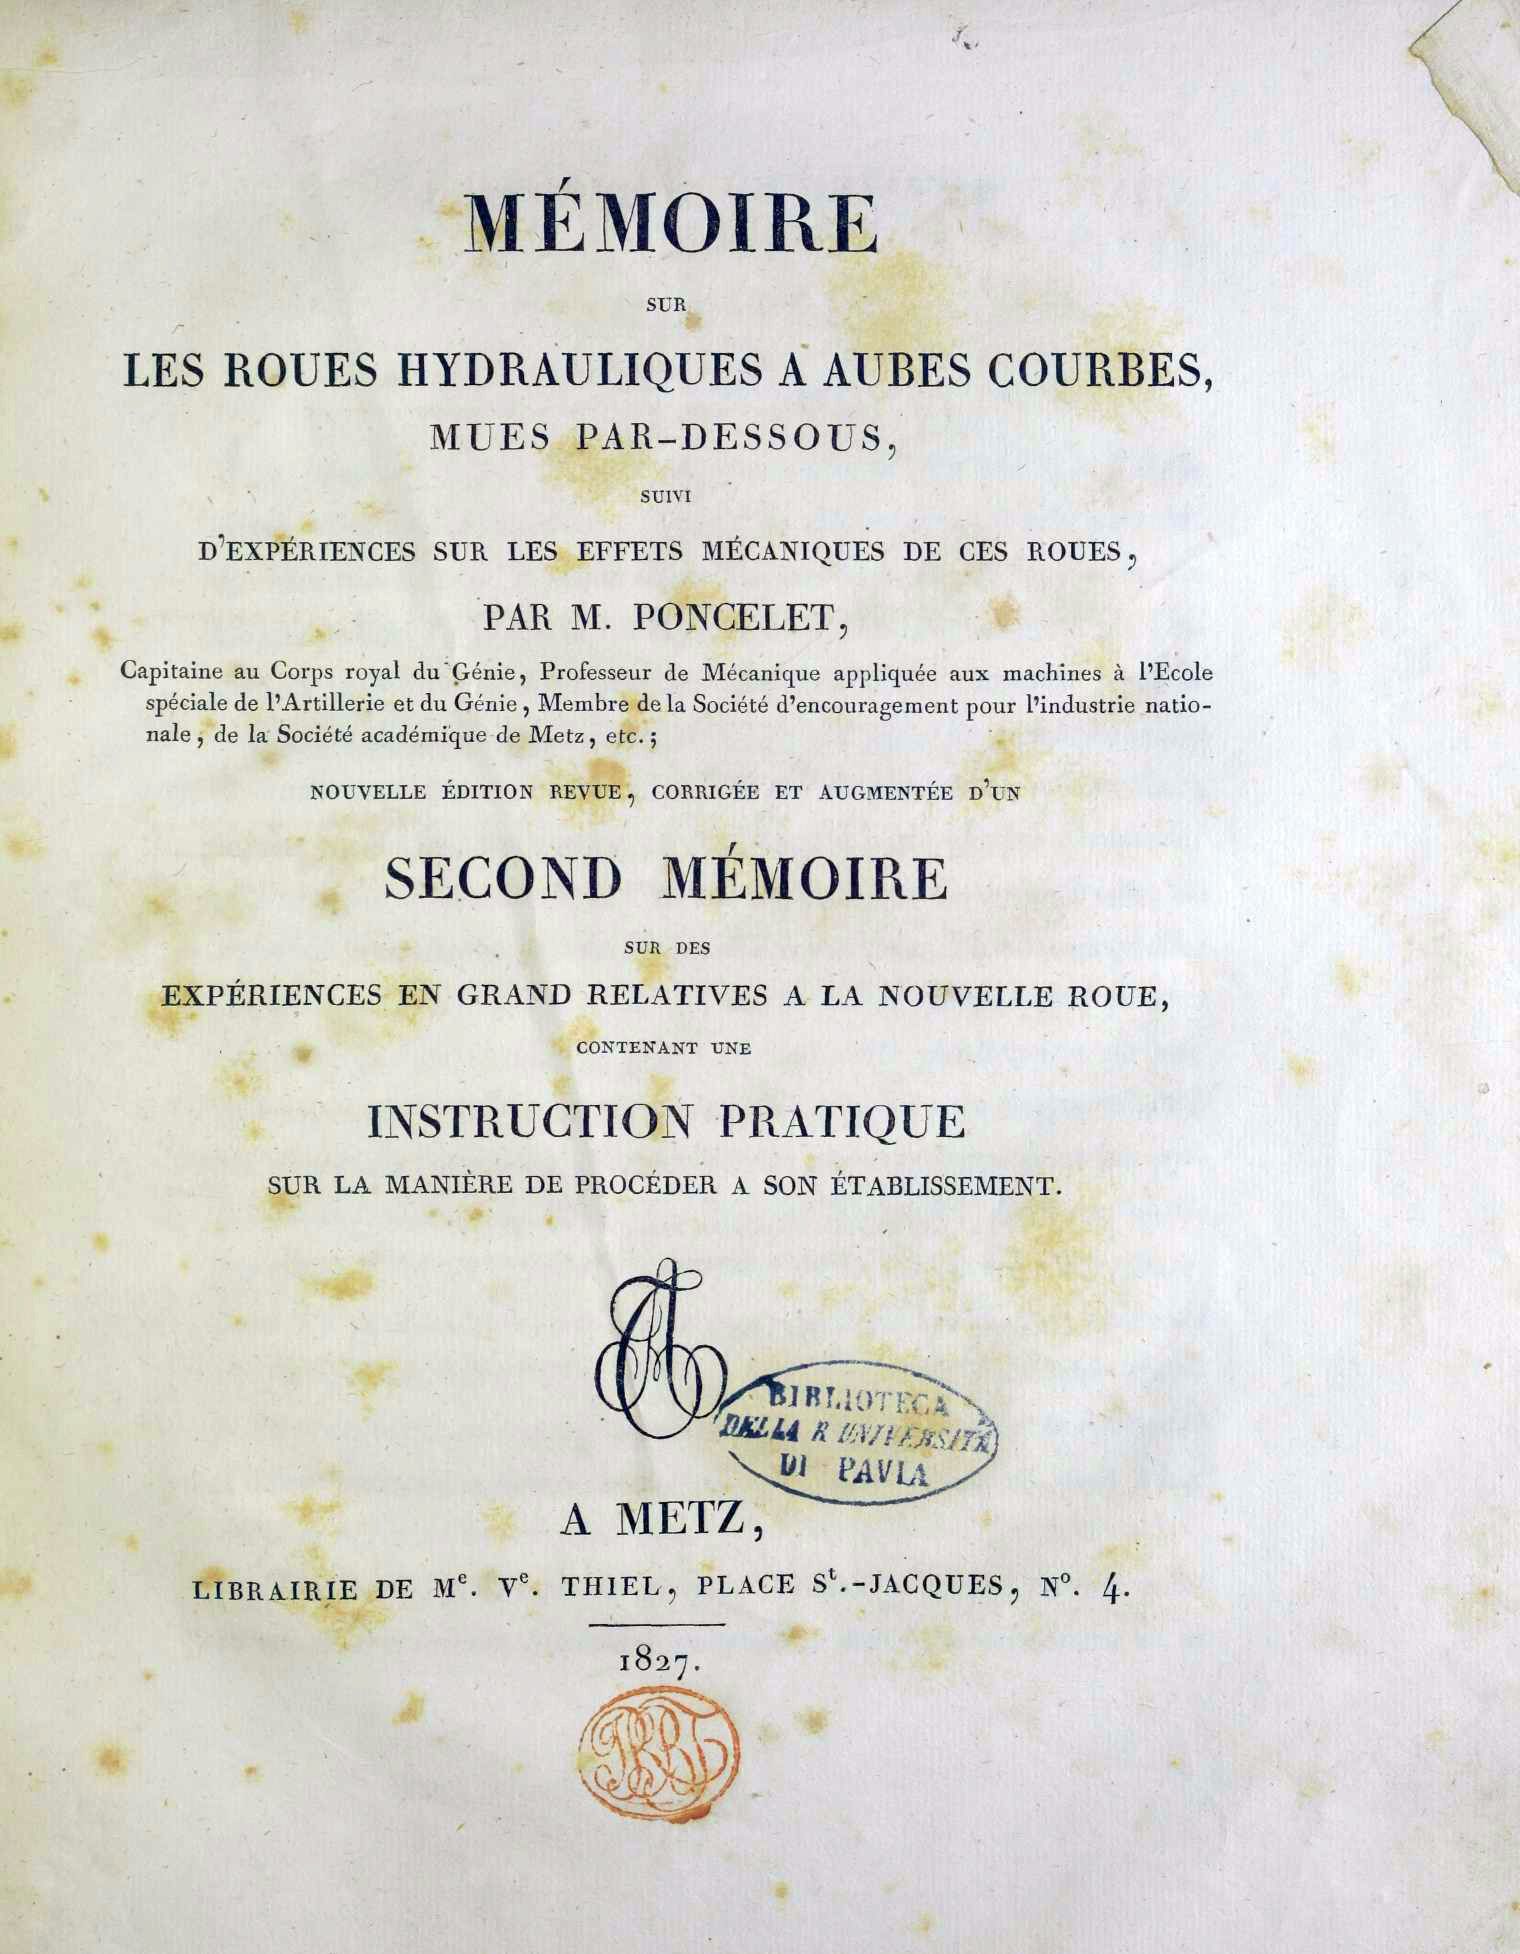 MÉMOIRE
SUR
LES ROUES HYDRAULIQUES A AUBES COURBES,
MUES PAR-DESSOUS,
SUIVI
D'EXPÉRIENCES SUR LES EFFETS MÉCANIQUES DE CES ROUES,
PAR M. PONCELET,
Capitaine au Corps royal du Génie, Professeur de Mécanique appliquée aux machines à l'Ecole
spéciale de l'Artillerie et du Génie, Membre de la Société d'encouragement pour l'industrie natio-
nale, de la Société académique de Metz, etc.;
NOUVELLE ÉDITION REVUE, CORRIGÉE ET AUGMENTÉE D'UN
SECOND MÉMOIRE
SUR DES
EXPÉRIENCES EN GRAND RELATIVES A LA NOUVELLE ROUE,
CONTENANT UNE
INSTRUCTION PRATIQUE
SUR LA MANIÈRE DE PROCÉDER A SON ÉTABLISSEMENT.
BIBLIOTECA
DELLA R UNIVERSITÀ
DI PAVIA
A METZ,
LIBRAIRIE DE Me. Ve. THIEL, PLACE St.-JACQUES, No. 4.
1827.